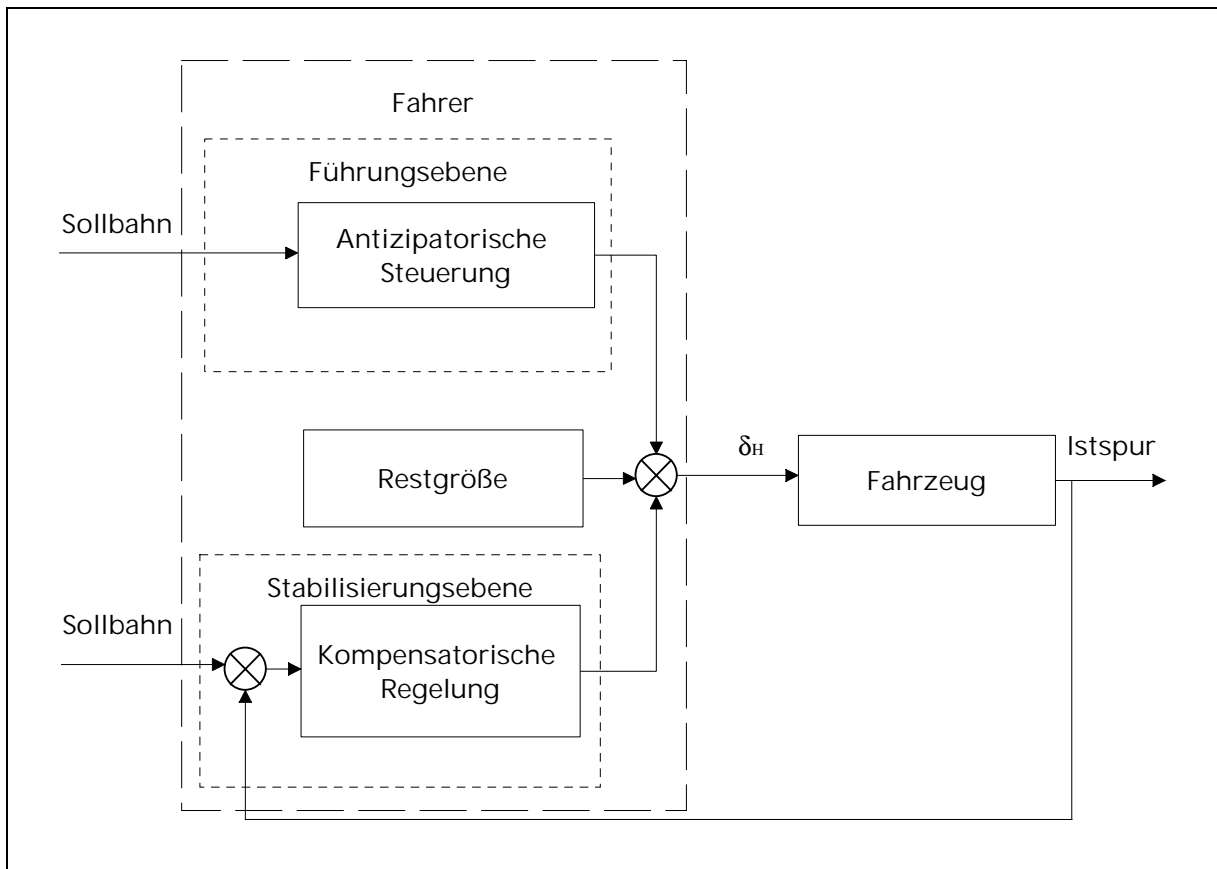 Fahrer
Führungsebene
Sollbahn
Antizipatorische
Steuerung
Restgröße
δH
Fahrzeug
Istspur
Stabilisierungsebene
Sollbahn
Kompensatorische
Regelung